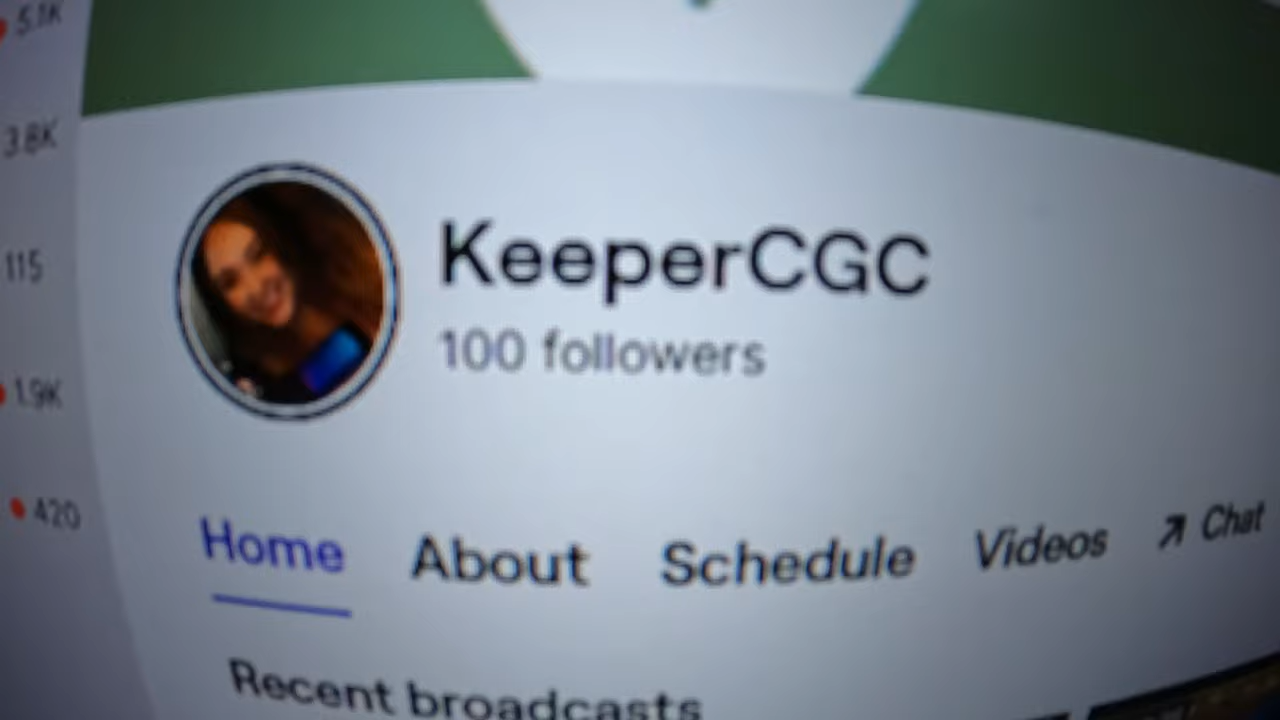 5.1K
3.8K
115
1.9K
420
KeeperCGC
100 followers
Home About Schedule Videos Chat
Recent broadcasts